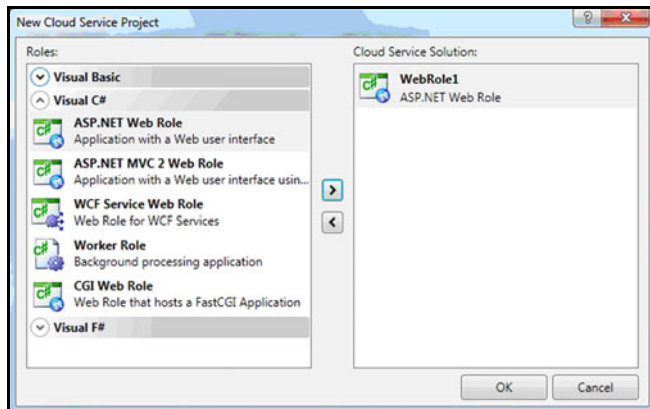 New Cloud Service Project
Roles:
Visual Basic
Visual C#
ASP.NET Web Role
Application with a Web user interface
ASP.NET MVC 2 Web Role
Application with a Web user interface usin...
WCF Service Web Role
Web Role for WCF Services
Worker Role
Background processing application
CGI Web Role
Web Role that hosts a FastCGI Application
Visual F#
Cloud Service Solution:
WebRole1
ASP.NET Web Role
OK Cancel